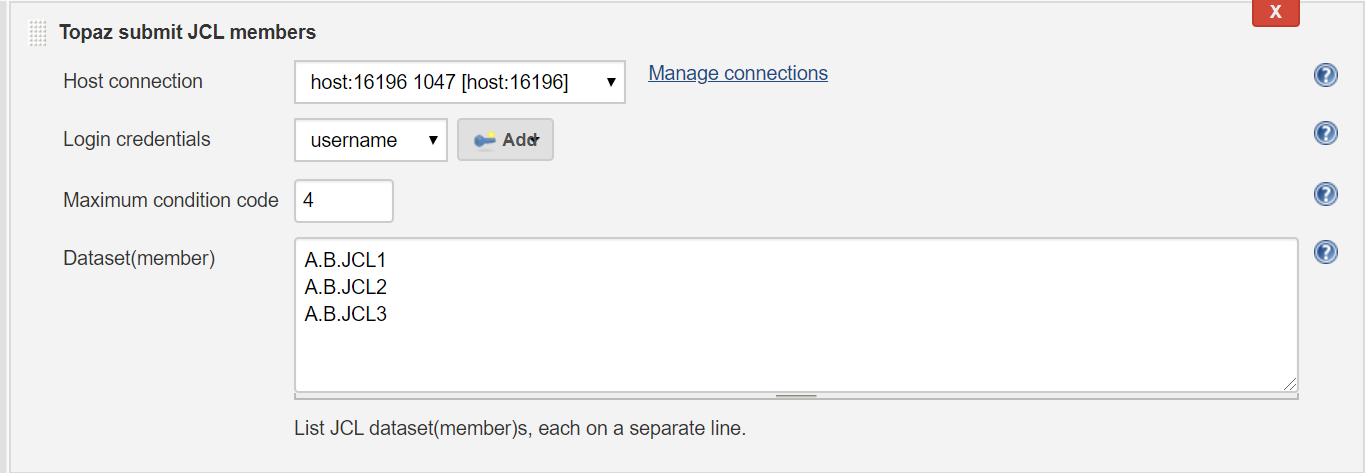 X
Topaz submit JCL members
Host connection host:16196 1047 [host:16196] Manage connections
Login credentials username Add
Maximum condition code 4
Dataset(member) A.B.JCL1
A.B.JCL2
A.B.JCL3
List JCL dataset(member)s, each on a separate line.